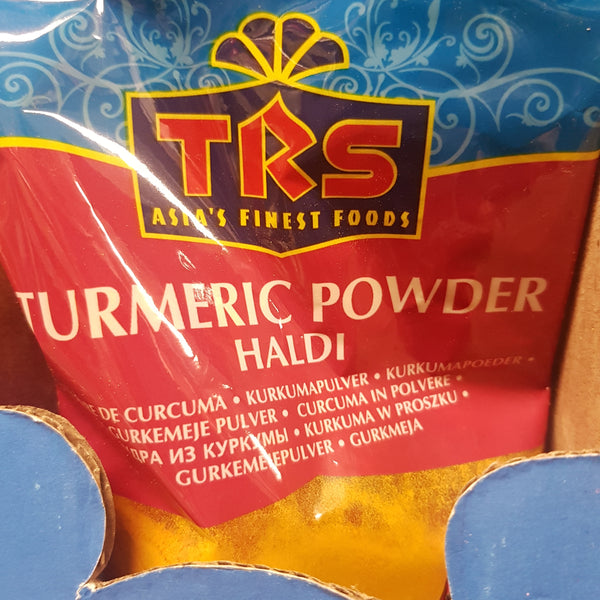 TRS
ASIA'S FINEST FOODS
TURMERIC POWDER
HALDI
DE CURCUMA • KURKUMAPULVER • KURKUMAPOEDER •
GURKEMEJE PULVER • CURCUMA IN POLVERE •
ИЗ КУРКУМЫ • KURKUMA W PROSZKU •
GURKEMEJEPULVER • GURKMEJA